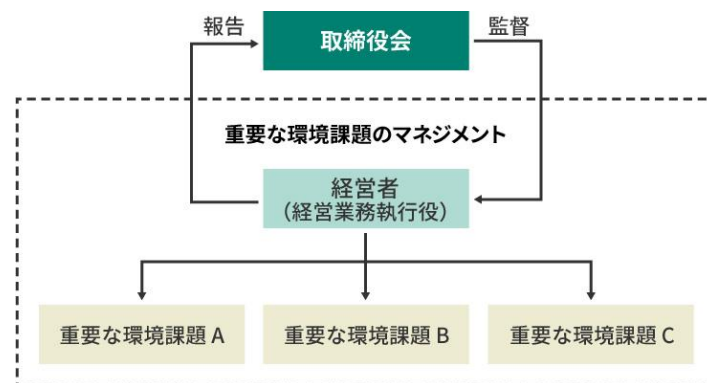 報告
取締役会
監督
重要な環境課題のマネジメント
経営者
(経営業務執行役)
重要な環境課題 A
重要な環境課題 B
重要な環境課題 C